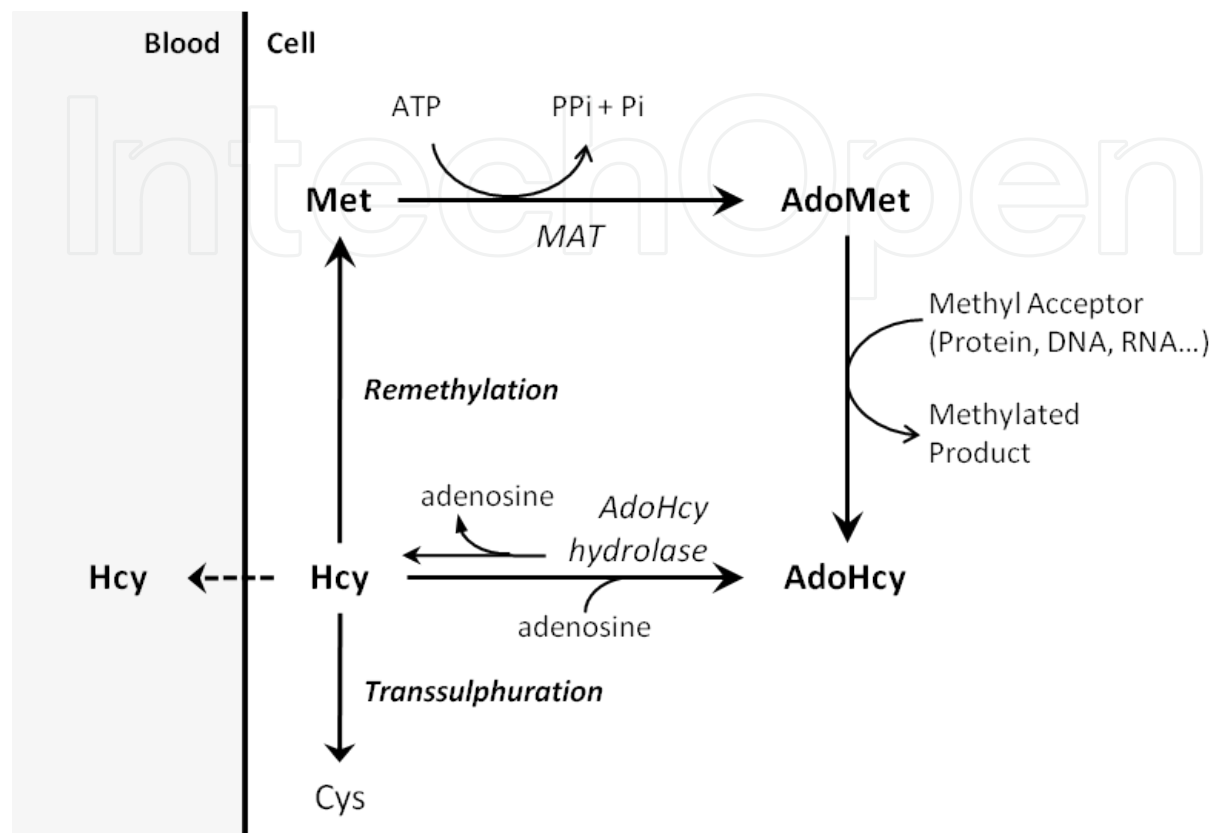 Blood
Cell
ATP
PPi + Pi
IntechOpen
Met
AdoMet
MAT
Methyl Acceptor
(Protein, DNA, RNA...)
Remethylation
Methylated
Product
adenosine
AdoHcy
hydrolase
Hcy
Hcy
AdoHcy
adenosine
Transsulphuration
Cys